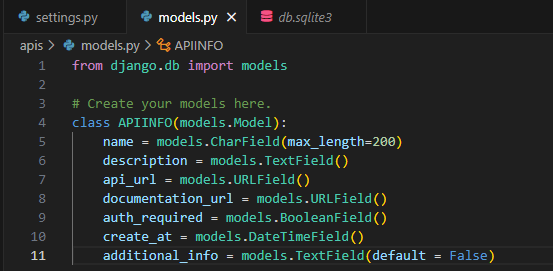 settings.py models.py × db.sqlite3
apis > models.py > APIINFO
1 from django.db import models
2
3 # Create your models here.
4 class APIINFO(models.Model):
5 name = models.CharField(max_length=200)
6 description = models.TextField()
7 api_url = models.URLField()
8 documentation_url = models.URLField()
9 auth_required = models.BooleanField()
10 create_at = models.DateTimeField()
11 additional_info = models.TextField(default = False)